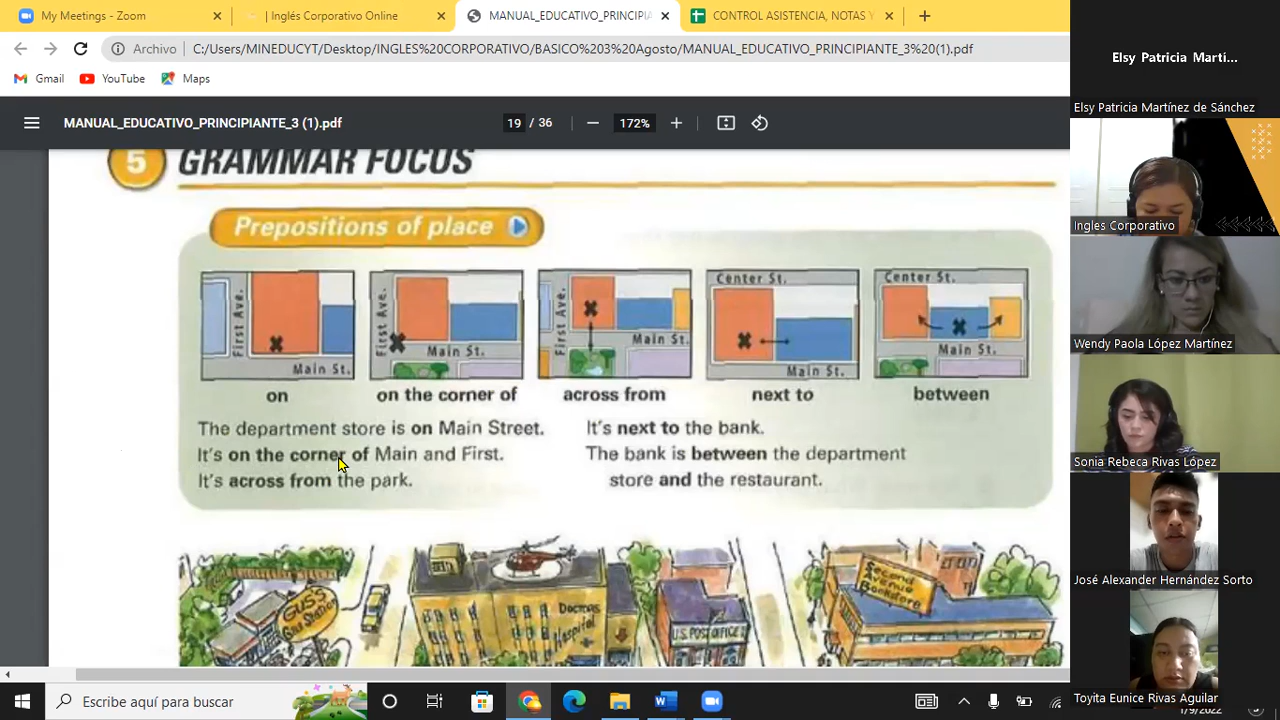 My Meetings - Zoom
| Inglés Corporativo Online
MANUAL_EDUCATIVO_PRINCIPIA
CONTROL ASISTENCIA, NOTAS Y
Archivo
C:/Users/MINEDUCYT/Desktop/INGLES%20CORPORATIVO/BASICO%203%20Agosto/MANUAL_EDUCATIVO_PRINCIPIANTE_3%20(1).pdf
Gmail
YouTube
Maps
MANUAL_EDUCATIVO_PRINCIPIANTE_3 (1).pdf
19 / 36
172%
5 GRAMMAR FOCUS
Prepositions of place
First Ave.
Main St.
First Ave.
Main St.
First Ave.
Main St.
Center St.
Main St.
Center St.
Main St.
on
on the corner of
across from
next to
between
The department store is on Main Street.
It's on the corner of Main and First.
It's across from the park.
It's next to the bank.
The bank is between the department
store and the restaurant.
GUS'S
Gas Station
DOCTORS
Hospital
U.S. POST OFFICE
Second
Avenue
Bookstore
Escribe aquí para buscar
1/9/2022
Elsy Patricia Martí...
Elsy Patricia Martínez de Sánchez
Ingles Corporativo
Wendy Paola López Martínez
Sonia Rebeca Rivas López
José Alexander Hernández Sorto
Toyita Eunice Rivas Aguilar